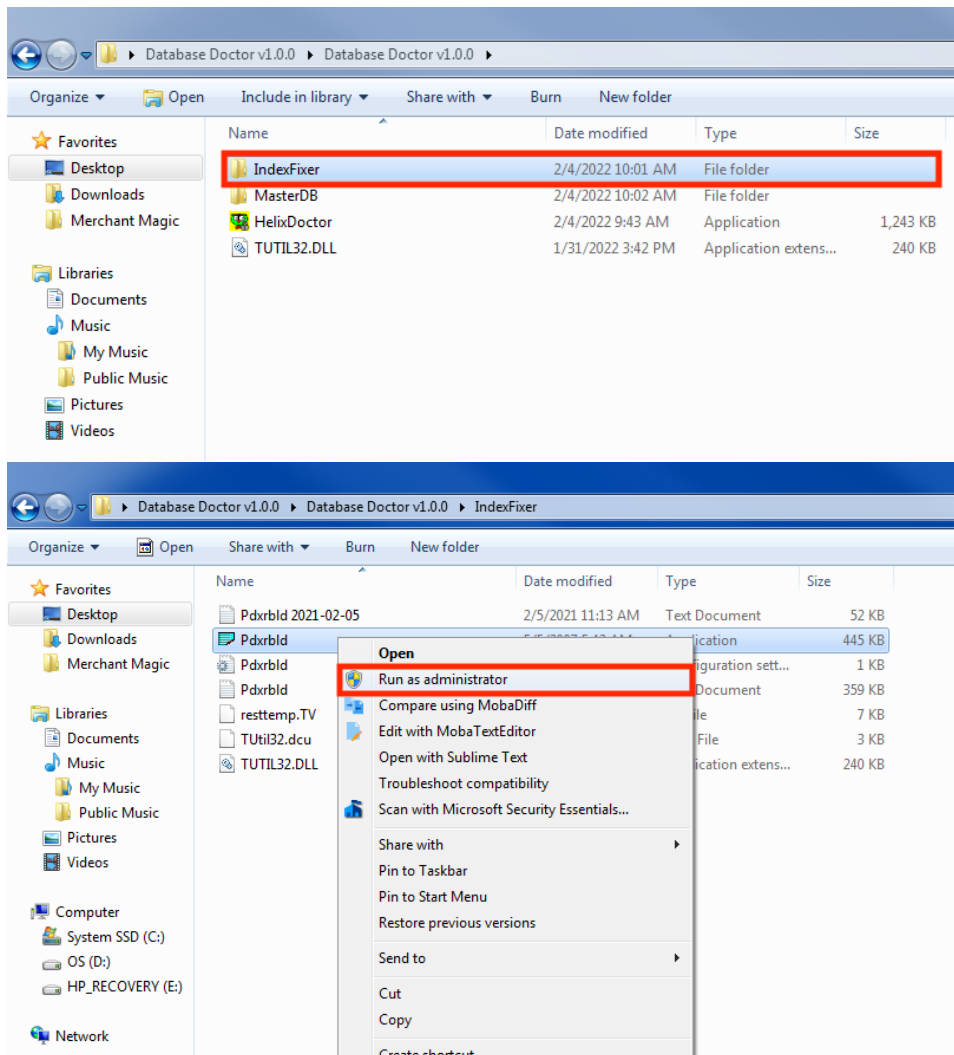 Database Doctor v1.0.0 Database Doctor v1.0.0
Organize Open Include in library Share with Burn New folder
Name Date modified Type Size
Favorites
Desktop
Downloads
Merchant Magic
Libraries
Documents
Music
My Music
Public Music
Pictures
Videos
IndexFixer 2/4/2022 10:01 AM File folder
MasterDB 2/4/2022 10:02 AM File folder
HelixDoctor 2/4/2022 9:43 AM Application 1,243 KB
TUTIL32.DLL 1/31/2022 3:42 PM Application extens... 240 KB
Database Doctor v1.0.0 Database Doctor v1.0.0 IndexFixer
Organize Open Share with Burn New folder
Name Date modified Type Size
Favorites
Desktop
Downloads
Merchant Magic
Libraries
Documents
Music
My Music
Public Music
Pictures
Videos
Computer
System SSD (C:)
OS (D:)
HP_RECOVERY (E:)
Network
Pdxrbld 2021-02-05 2/5/2021 11:13 AM Text Document 52 KB
Pdxrbld ication 445 KB
Pdxrbld iguration sett... 1 KB
Pdxrbld Document 359 KB
resttemp.TV ile 7 KB
TUtil32.dcu File 3 KB
TUTIL32.DLL ication extens... 240 KB
Open
Run as administrator
Compare using MobaDiff
Edit with MobaTextEditor
Open with Sublime Text
Troubleshoot compatibility
Scan with Microsoft Security Essentials...
Share with
Pin to Taskbar
Pin to Start Menu
Restore previous versions
Send to
Cut
Copy
Create shortcut